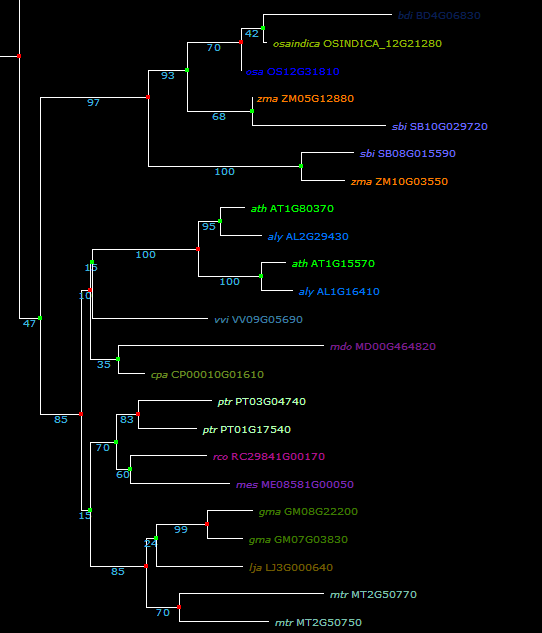 bdi BD4G06830
42
osaindica OSINDICA_12G21280
70
osa OS12G31810
93
zma ZM05G12880
97
68
sbi SB10G029720
sbi SB08G015590
100
zma ZM10G03550
ath AT1G80370
95
aly AL2G29430
100
ath AT1G15570
15
100
aly AL1G16410
10
vvi VV09G05690
47
mdo MD00G464820
35
cpa CP00010G01610
ptr PT03G04740
85
83
ptr PT01G17540
70
rco RC29841G00170
60
mes ME08581G00050
gma GM08G22200
15
99
gma GM07G03830
24
lja LJ3G000640
85
mtr MT2G50770
70
mtr MT2G50750